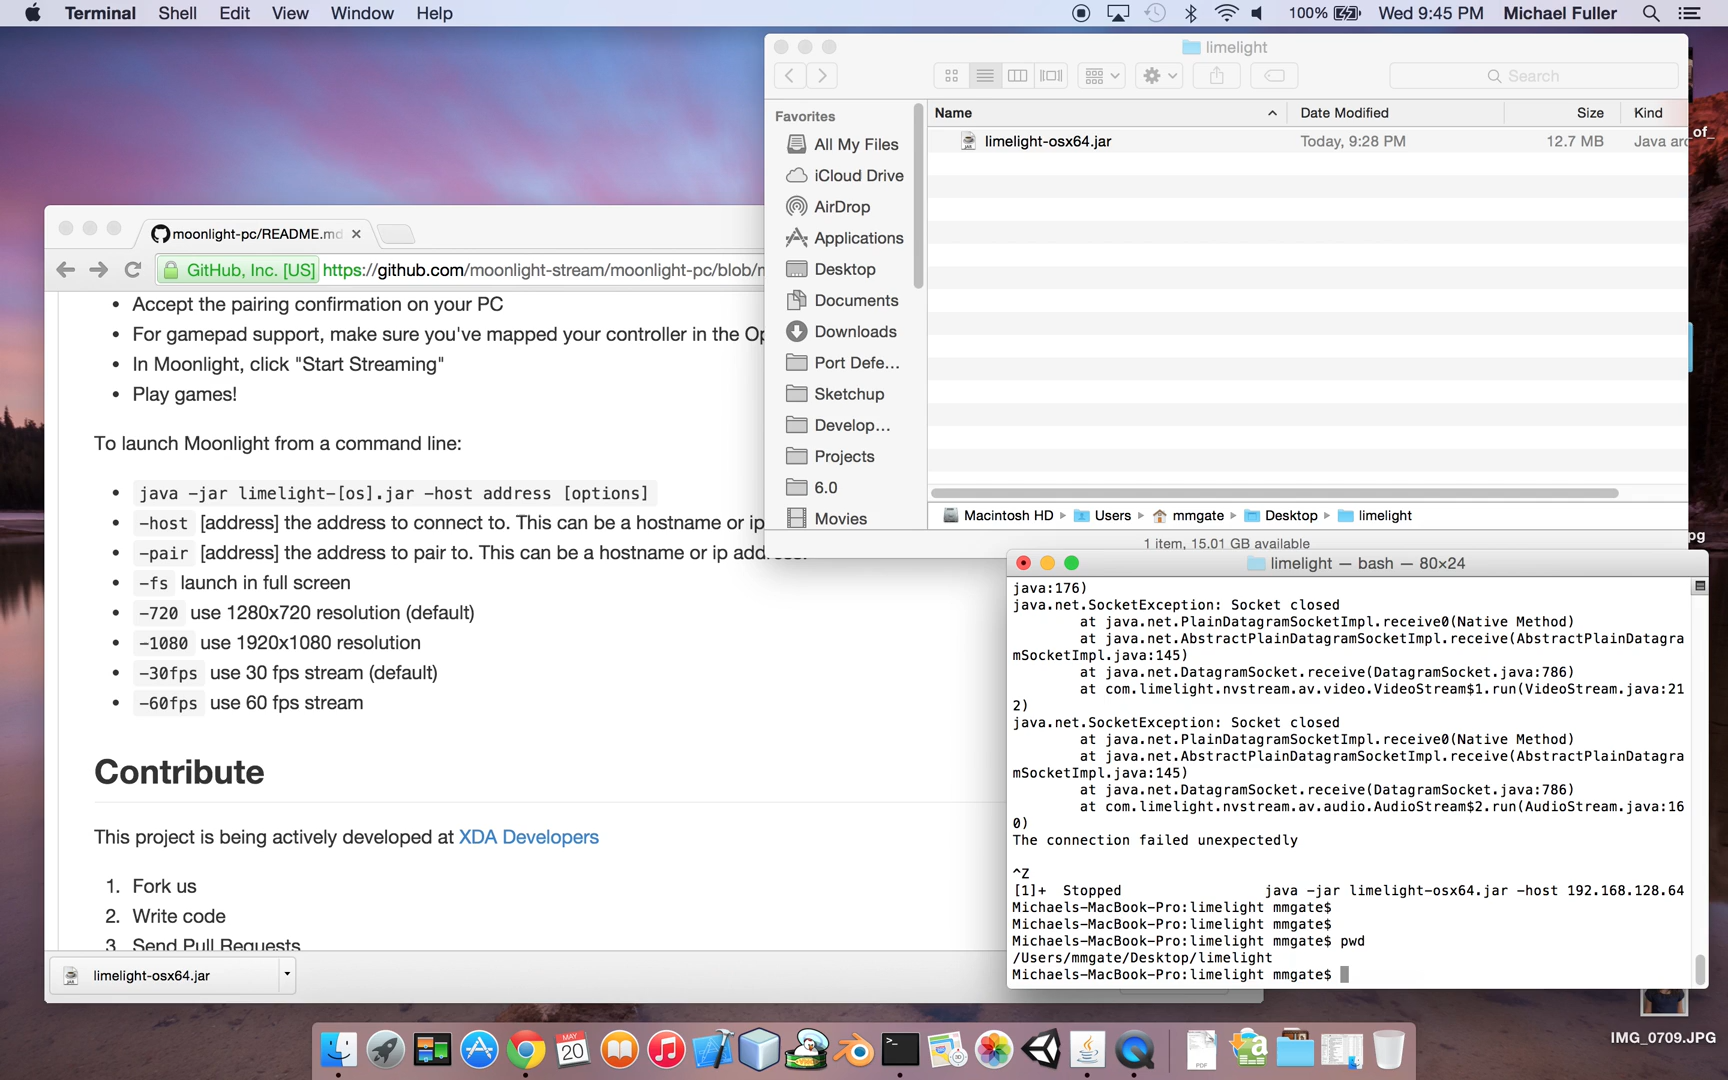 Terminal Shell Edit View Window Help
100% Wed 9:45 PM Michael Fuller
limelight
Search
Favorites
All My Files
iCloud Drive
AirDrop
Applications
Desktop
Documents
Downloads
Port Defe...
Sketchup
Develop...
Projects
6.0
Movies
Name Date Modified Size Kind
limelight-osx64.jar Today, 9:28 PM 12.7 MB Java arc
Macintosh HD Users mmgate Desktop limelight
1 item, 15.01 GB available
_of_
pg
moonlight-pc/README.md
GitHub, Inc. [US] https://github.com/moonlight-stream/moonlight-pc/blob/m
Accept the pairing confirmation on your PC
For gamepad support, make sure you've mapped your controller in the Op
In Moonlight, click "Start Streaming"
Play games!
To launch Moonlight from a command line:
java -jar limelight-[os].jar -host address [options]
-host [address] the address to connect to. This can be a hostname or ip
-pair [address] the address to pair to. This can be a hostname or ip address.
-fs launch in full screen
-720 use 1280x720 resolution (default)
-1080 use 1920x1080 resolution
-30fps use 30 fps stream (default)
-60fps use 60 fps stream
Contribute
This project is being actively developed at XDA Developers
1. Fork us
2. Write code
3. Send Pull Requests
limelight-osx64.jar
limelight — bash — 80×24
java:176)
java.net.SocketException: Socket closed
at java.net.PlainDatagramSocketImpl.receive0(Native Method)
at java.net.AbstractPlainDatagramSocketImpl.receive(AbstractPlainDatagra
mSocketImpl.java:145)
at java.net.DatagramSocket.receive(DatagramSocket.java:786)
at com.limelight.nvstream.av.video.VideoStream$1.run(VideoStream.java:21
2)
java.net.SocketException: Socket closed
at java.net.PlainDatagramSocketImpl.receive0(Native Method)
at java.net.AbstractPlainDatagramSocketImpl.receive(AbstractPlainDatagra
mSocketImpl.java:145)
at java.net.DatagramSocket.receive(DatagramSocket.java:786)
at com.limelight.nvstream.av.audio.AudioStream$2.run(AudioStream.java:16
0)
The connection failed unexpectedly
^Z
[1]+ Stopped java -jar limelight-osx64.jar -host 192.168.128.64
Michaels-MacBook-Pro:limelight mmgate$
Michaels-MacBook-Pro:limelight mmgate$
Michaels-MacBook-Pro:limelight mmgate$ pwd
/Users/mmgate/Desktop/limelight
Michaels-MacBook-Pro:limelight mmgate$
IMG_0709.JPG
MAY
20
PDF